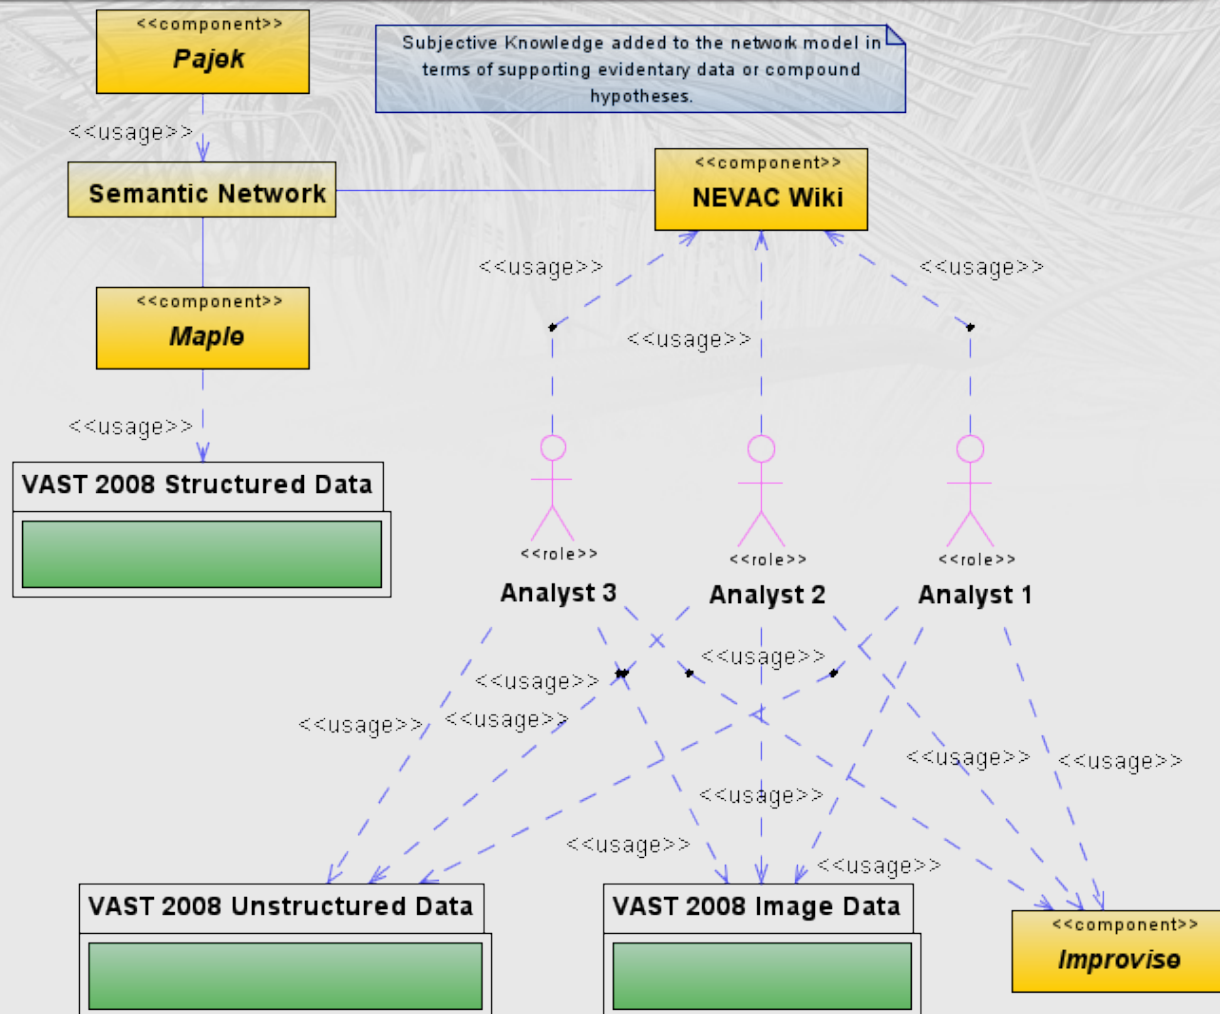 <<component>>
Pajek
Subjective Knowledge added to the network model in
terms of supporting evidentary data or compound
hypotheses.
<<usage>>
<<component>>
NEVAC Wiki
Semantic Network
<<usage>>
<<usage>>
<<component>>
Maple
<<usage>>
<<usage>>
VAST 2008 Structured Data
<<role>>
Analyst 3
<<role>>
Analyst 2
<<role>>
Analyst 1
<<usage>>
<<usage>>
<<usage>>
<<usage>>
<<usage>>
<<usage>>
<<usage>>
<<usage>>
<<usage>>
VAST 2008 Unstructured Data
VAST 2008 Image Data
<<component>>
Improvise